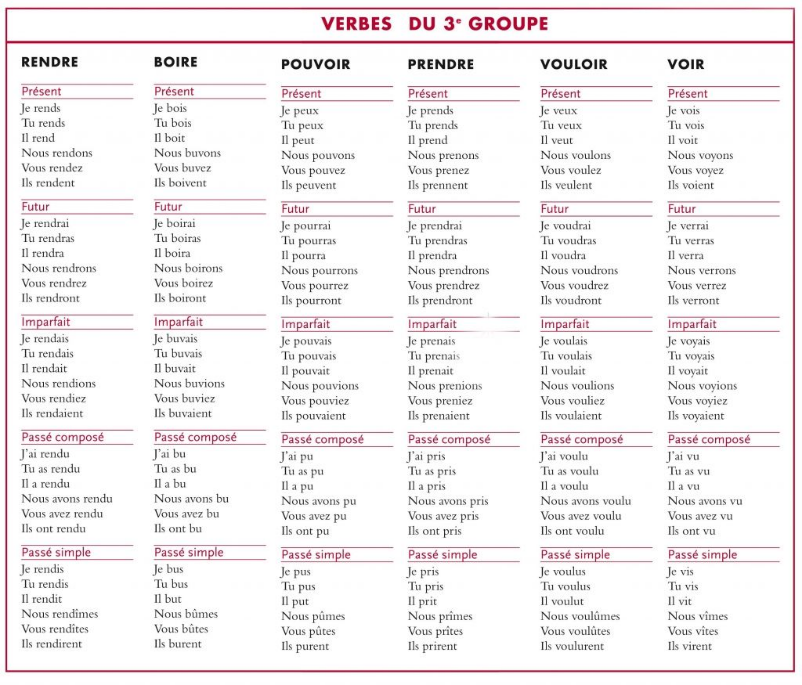 VERBES DU 3e GROUPE
RENDRE
Présent
Je rends
Tu rends
Il rend
Nous rendons
Vous rendez
Ils rendent
Futur
Je rendrai
Tu rendras
Il rendra
Nous rendrons
Vous rendrez
Ils rendront
Imparfait
Je rendais
Tu rendais
Il rendait
Nous rendions
Vous rendiez
Ils rendaient
Passé composé
J'ai rendu
Tu as rendu
Il a rendu
Nous avons rendu
Vous avez rendu
Ils ont rendu
Passé simple
Je rendis
Tu rendis
Il rendit
Nous rendîmes
Vous rendîtes
Ils rendirent
BOIRE
Présent
Je bois
Tu bois
Il boit
Nous buvons
Vous buvez
Ils boivent
Futur
Je boirai
Tu boiras
Il boira
Nous boirons
Vous boirez
Ils boiront
Imparfait
Je buvais
Tu buvais
Il buvait
Nous buvions
Vous buviez
Ils buvaient
Passé composé
J'ai bu
Tu as bu
Il a bu
Nous avons bu
Vous avez bu
Ils ont bu
Passé simple
Je bus
Tu bus
Il but
Nous bûmes
Vous bûtes
Ils burent
POUVOIR
Présent
Je peux
Tu peux
Il peut
Nous pouvons
Vous pouvez
Ils peuvent
Futur
Je pourrai
Tu pourras
Il pourra
Nous pourrons
Vous pourrez
Ils pourront
Imparfait
Je pouvais
Tu pouvais
Il pouvait
Nous pouvions
Vous pouviez
Ils pouvaient
Passé composé
J'ai pu
Tu as pu
Il a pu
Nous avons pu
Vous avez pu
Ils ont pu
Passé simple
Je pus
Tu pus
Il put
Nous pûmes
Vous pûtes
Ils purent
PRENDRE
Présent
Je prends
Tu prends
Il prend
Nous prenons
Vous prenez
Ils prennent
Futur
Je prendrai
Tu prendras
Il prendra
Nous prendrons
Vous prendrez
Ils prendront
Imparfait
Je prenais
Tu prenais
Il prenait
Nous prenions
Vous preniez
Ils prenaient
Passé composé
J'ai pris
Tu as pris
Il a pris
Nous avons pris
Vous avez pris
Ils ont pris
Passé simple
Je pris
Tu pris
Il prit
Nous prîmes
Vous prîtes
Ils prirent
VOULOIR
Présent
Je veux
Tu veux
Il veut
Nous voulons
Vous voulez
Ils veulent
Futur
Je voudrai
Tu voudras
Il voudra
Nous voudrons
Vous voudrez
Ils voudront
Imparfait
Je voulais
Tu voulais
Il voulait
Nous voulions
Vous vouliez
Ils voulaient
Passé composé
J'ai voulu
Tu as voulu
Il a voulu
Nous avons voulu
Vous avez voulu
Ils ont voulu
Passé simple
Je voulus
Tu voulus
Il voulut
Nous voulûmes
Vous voulûtes
Ils voulurent
VOIR
Présent
Je vois
Tu vois
Il voit
Nous voyons
Vous voyez
Ils voient
Futur
Je verrai
Tu verras
Il verra
Nous verrons
Vous verrez
Ils verront
Imparfait
Je voyais
Tu voyais
Il voyait
Nous voyions
Vous voyiez
Ils voyaient
Passé composé
J'ai vu
Tu as vu
Il a vu
Nous avons vu
Vous avez vu
Ils ont vu
Passé simple
Je vis
Tu vis
Il vit
Nous vîmes
Vous vîtes
Ils virent